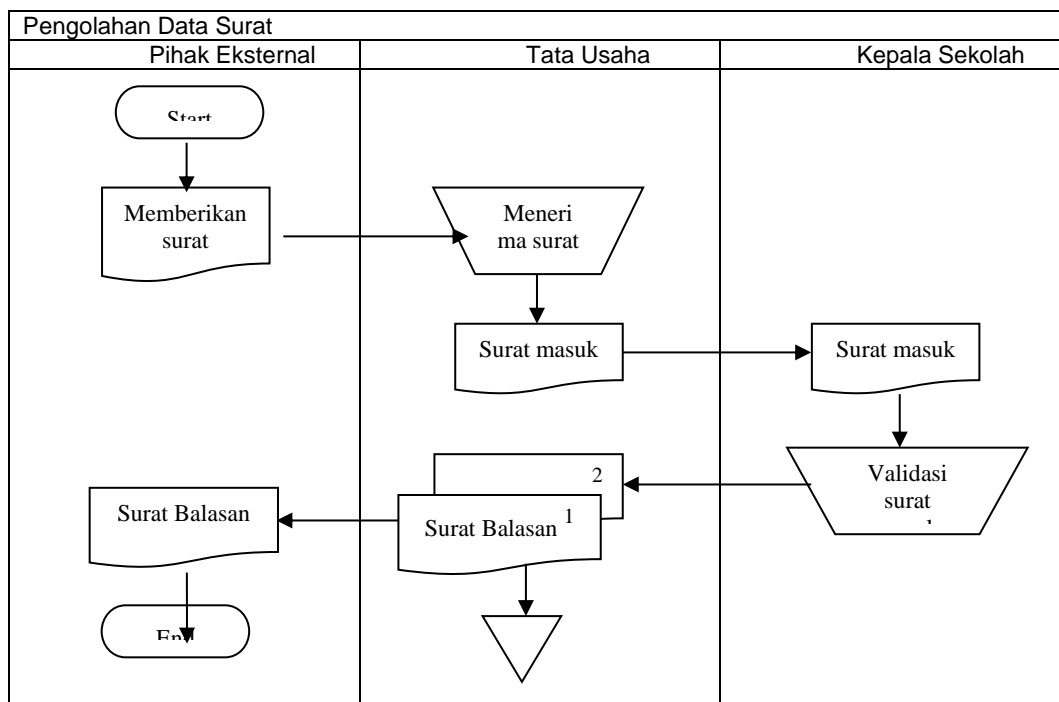 Pengolahan Data Surat
Pihak Eksternal
Tata Usaha
Kepala Sekolah
Start
Memberikan
surat
Meneri
ma surat
Surat masuk
Surat masuk
Validasi
surat
2
Surat Balasan 1
Surat Balasan
End